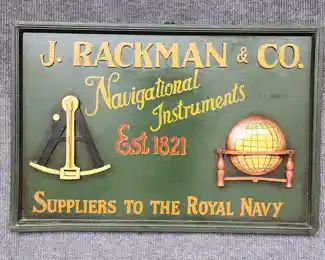 J. RACKMAN & CO.
Navigational
Instruments
Est 1821
SUPPLIERS TO THE ROYAL NAVY